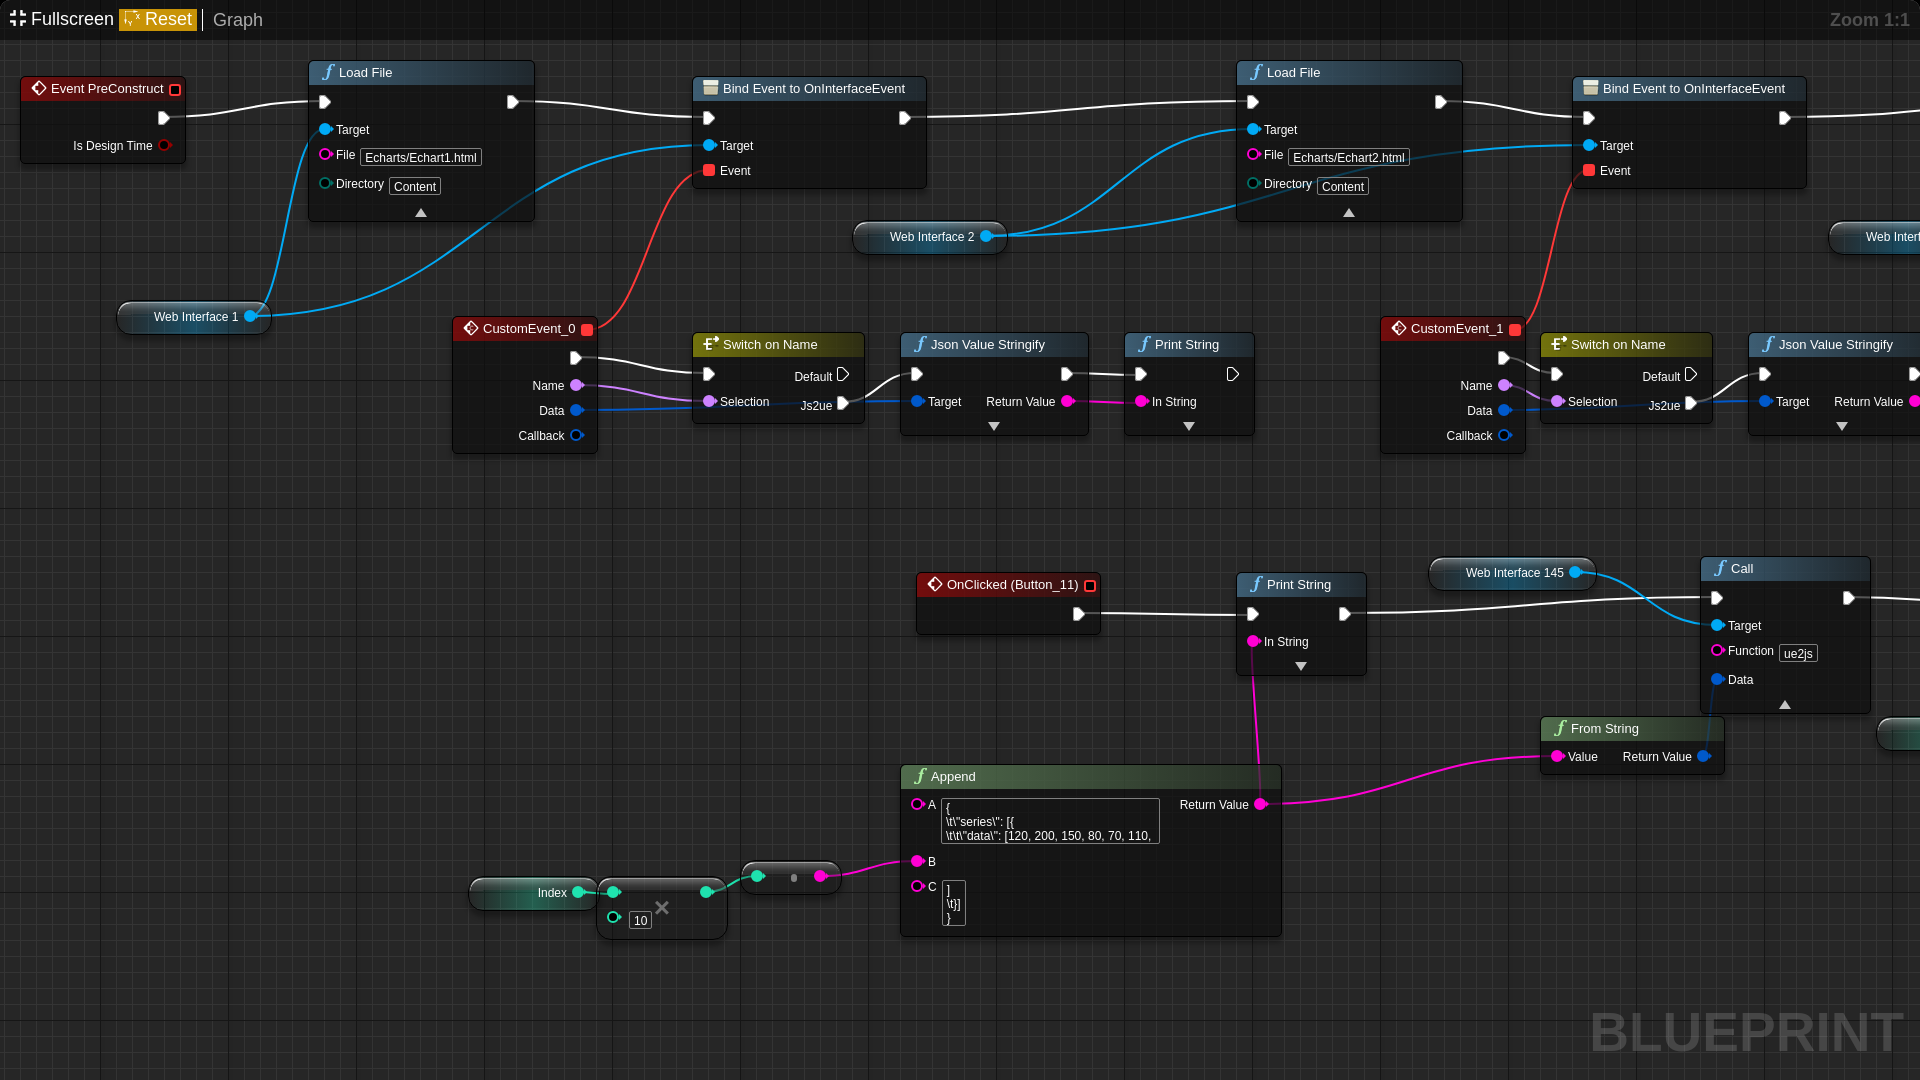 Fullscreen Reset Graph
Zoom 1:1
Event PreConstruct
Is Design Time
Load File
Target
File Echarts/Echart1.html
Directory Content
Bind Event to OnInterfaceEvent
Target
Event
Load File
Target
File Echarts/Echart2.html
Directory Content
Bind Event to OnInterfaceEvent
Target
Event
Web Interface 2
Web Interf
Web Interface 1
CustomEvent_0
Name
Data
Callback
Switch on Name
Default
Selection
Js2ue
Json Value Stringify
Target Return Value
Print String
In String
CustomEvent_1
Name
Data
Callback
Switch on Name
Default
Selection
Js2ue
Json Value Stringify
Target Return Value
OnClicked (Button_11)
Print String
In String
Web Interface 145
Call
Target
Function ue2js
Data
From String
Value Return Value
Append
A {
\t\"series\": [{
\t\t\"data\": [120, 200, 150, 80, 70, 110,
Return Value
B
C ]
\t}]
}
Index
10
BLUEPRINT